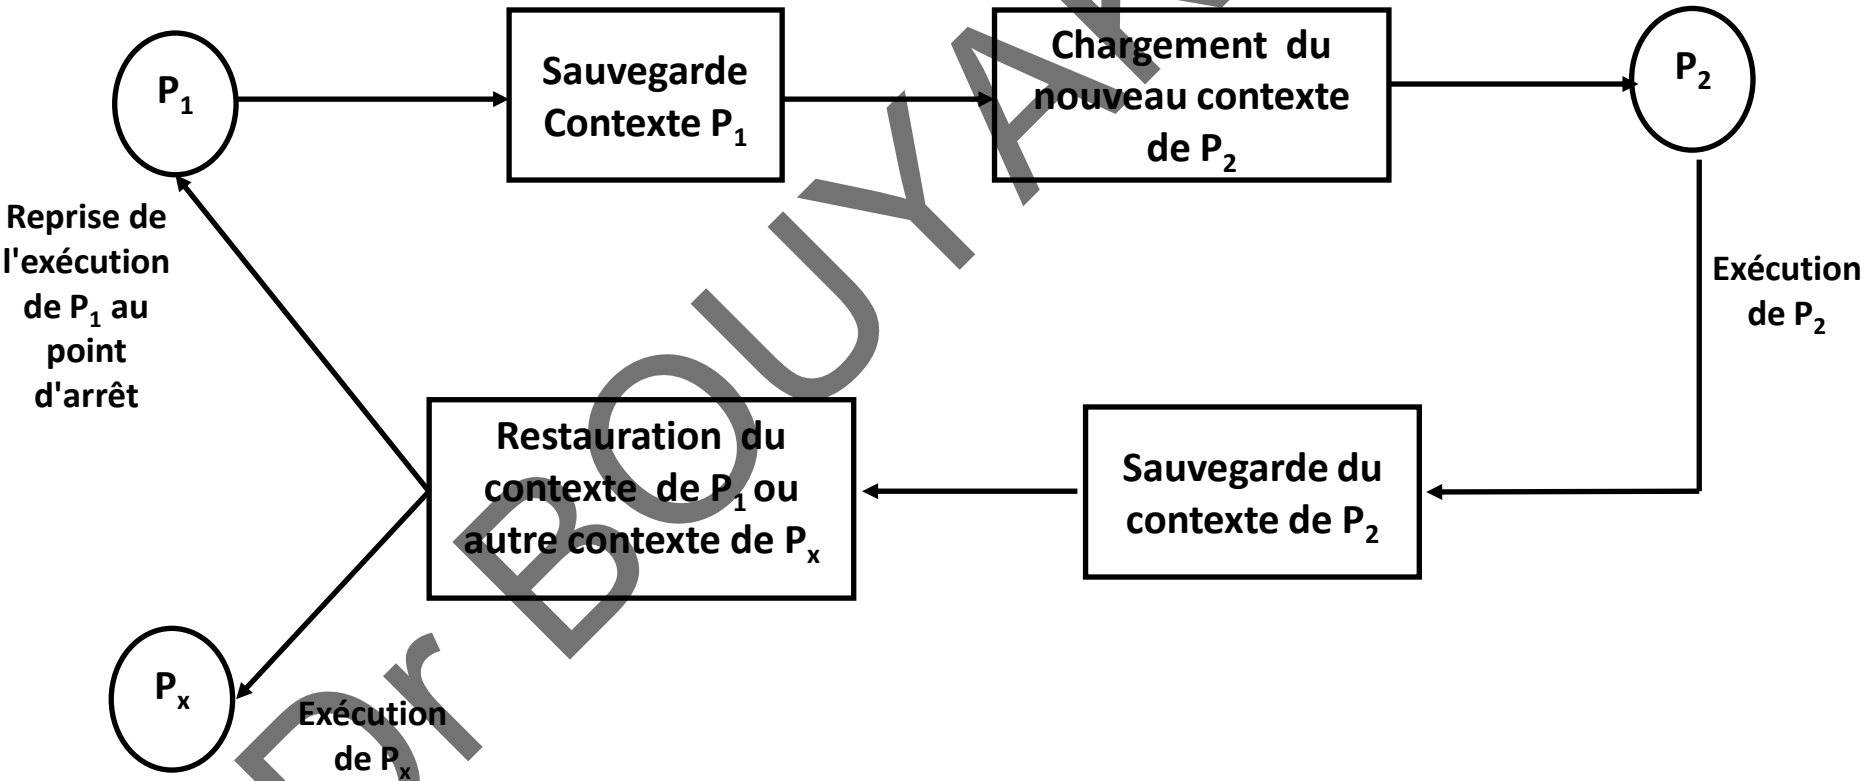 P1
Sauvegarde
Contexte P1
Chargement du
nouveau contexte
de P2
P2
Reprise de
l'exécution
de P1 au
point
d'arrêt
Exécution
de P2
Restauration du
contexte de P1 ou
autre contexte de Px
Sauvegarde du
contexte de P2
Px
Exécution
de Px
Dr BOUYA